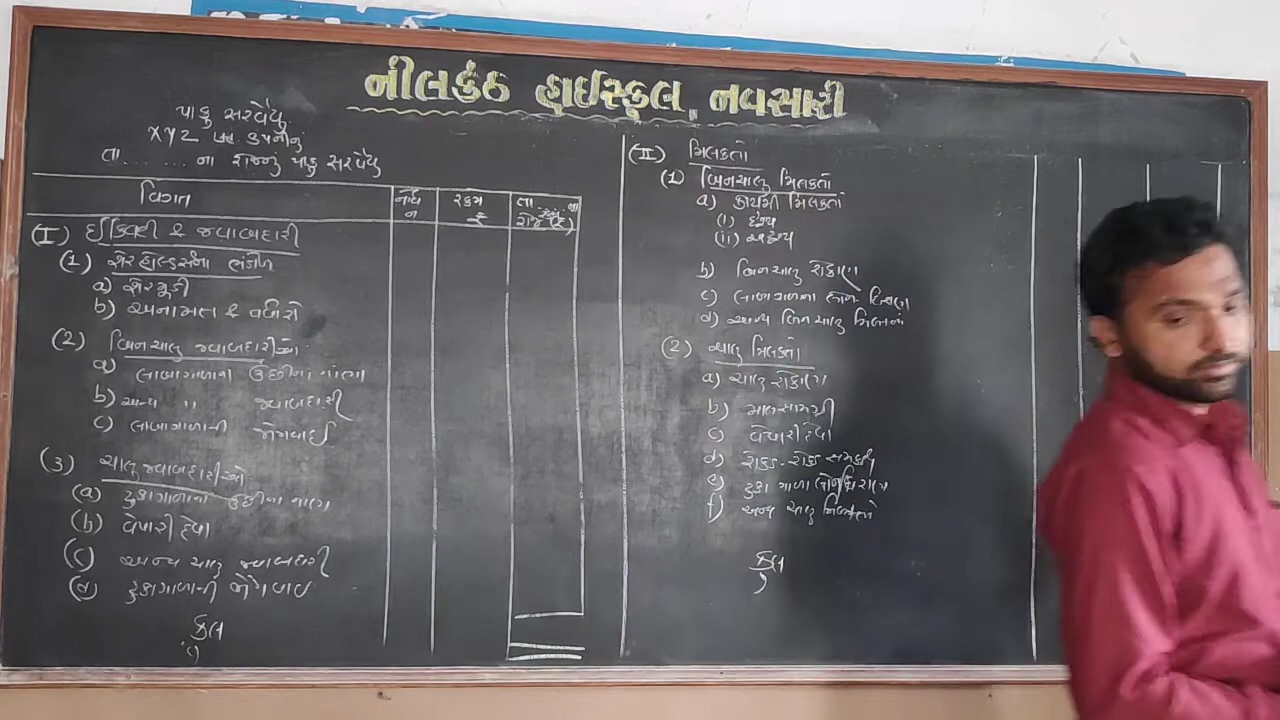 નીલકંઠ હાઈસ્કૂલ, નવસારી
પાકુ સરવૈયુ
XYZ કંપનીનું
તા......... ના રોજનું પાકુ સરવૈયુ
વિગત
નોંધ નં
રકમ ₹
તા.......ના રોજ (₹)
(I) ઈક્વિટી & જવાબદારી
(1) શેર હોલ્ડર્સના ભંડોળ
a) શેરમૂડી
b) અનામત & વધારો
(2) બિનચાલુ જવાબદારીઓ
a) લાંબાગાળાના ઉછીના નાણા
b) અન્ય " જવાબદારી
c) લાંબાગાળાની જોગવાઈ
(3) ચાલુ જવાબદારીઓ
(a) ટુંકાગાળાના ઉછીના નાણા
(b) વેપારી દેવા
(c) અન્ય ચાલુ જવાબદારી
(d) ટુંકાગાળાની જોગવાઈ
કુલ
(II) મિલકતો
(1) બિનચાલુ મિલકતો
a) કાયમી મિલકતો
(i) દૃશ્ય
(ii) અદૃશ્ય
b) બિનચાલુ રોકાણ
c) લાંબાગાળાના લોન ધિરાણ
d) અન્ય બિનચાલુ મિલકતો
(2) ચાલુ મિલકતો
a) ચાલુ રોકાણ
b) માલસામગ્રી
c) વેપારી લેણા
d) રોકડ-રોકડ સમકક્ષ
e) ટુંકા ગાળા લોન ધિરાણ
f) અન્ય ચાલુ મિલકતો
કુલ